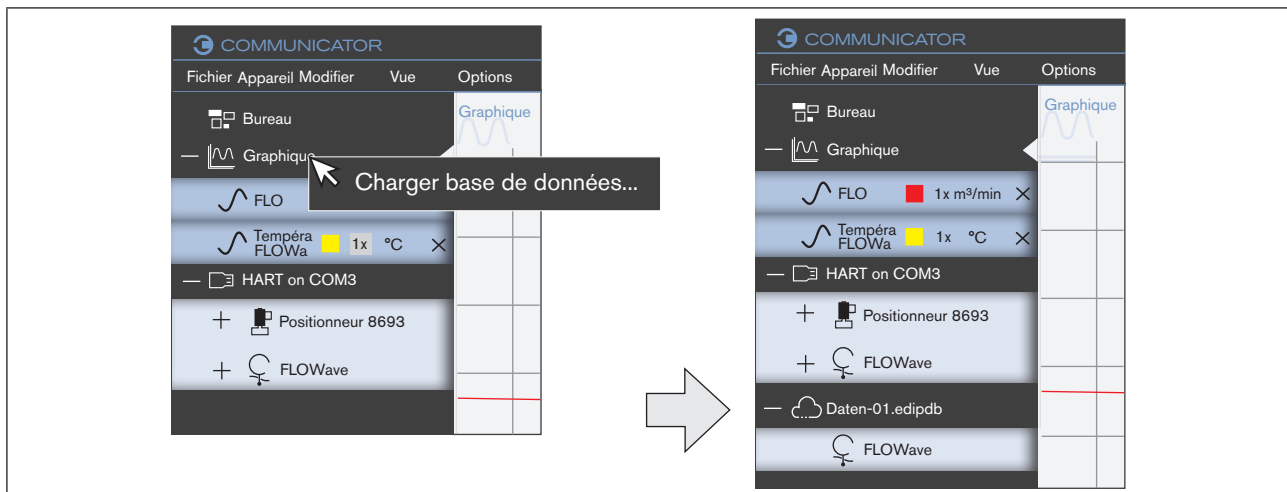 COMMUNICATOR
Fichier Appareil Modifier Vue Options
Bureau
Graphique
Graphique
Charger base de données...
FLO
Tempéra
FLOWa
1x °C
HART on COM3
Positionneur 8693
FLOWave
COMMUNICATOR
Fichier Appareil Modifier Vue Options
Bureau
Graphique
Graphique
FLO 1x m³/min
Tempéra
FLOWa
1x °C
HART on COM3
Positionneur 8693
FLOWave
Daten-01.edipdb
FLOWave